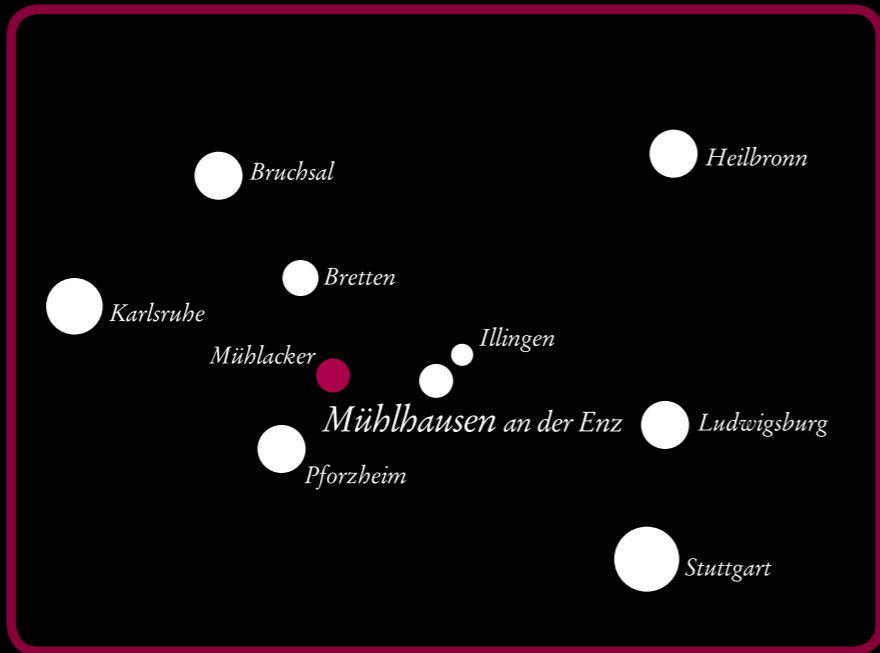 Bruchsal
Heilbronn
Bretten
Karlsruhe
Illingen
Mühlacker
Mühlhausen an der Enz
Ludwigsburg
Pforzheim
Stuttgart